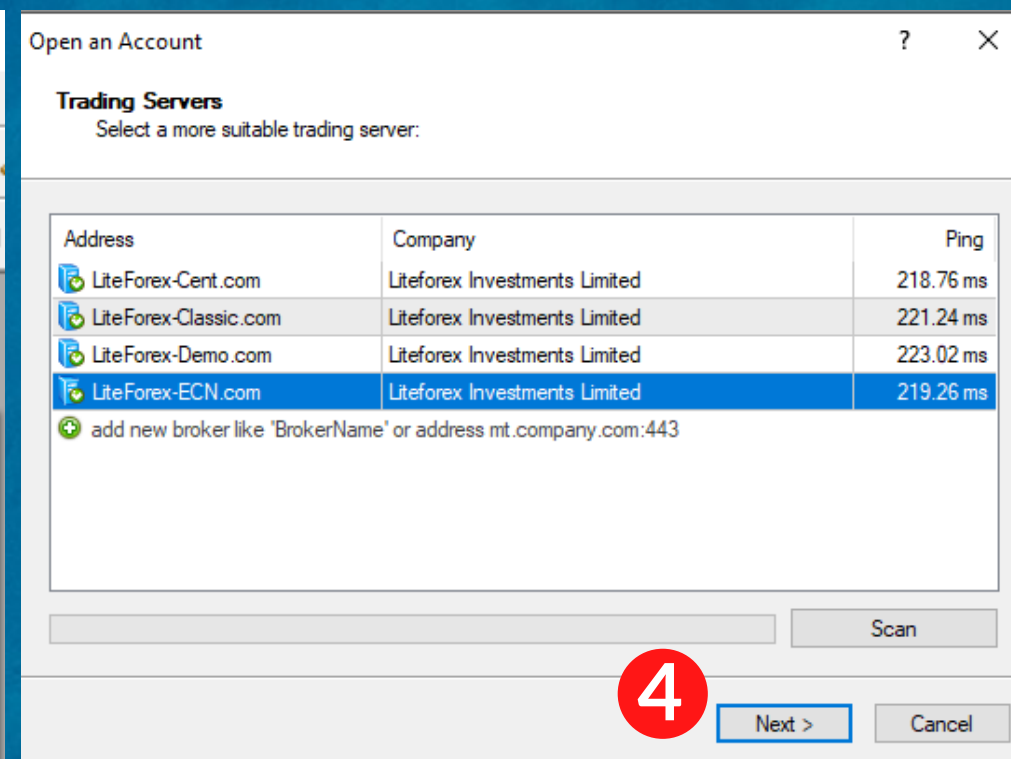 Open an Account ? ×
Trading Servers
Select a more suitable trading server:
Address Company Ping
LiteForex-Cent.com Liteforex Investments Limited 218.76 ms
LiteForex-Classic.com Liteforex Investments Limited 221.24 ms
LiteForex-Demo.com Liteforex Investments Limited 223.02 ms
LiteForex-ECN.com Liteforex Investments Limited 219.26 ms
add new broker like 'BrokerName' or address mt.company.com:443
Scan
4
Next > Cancel